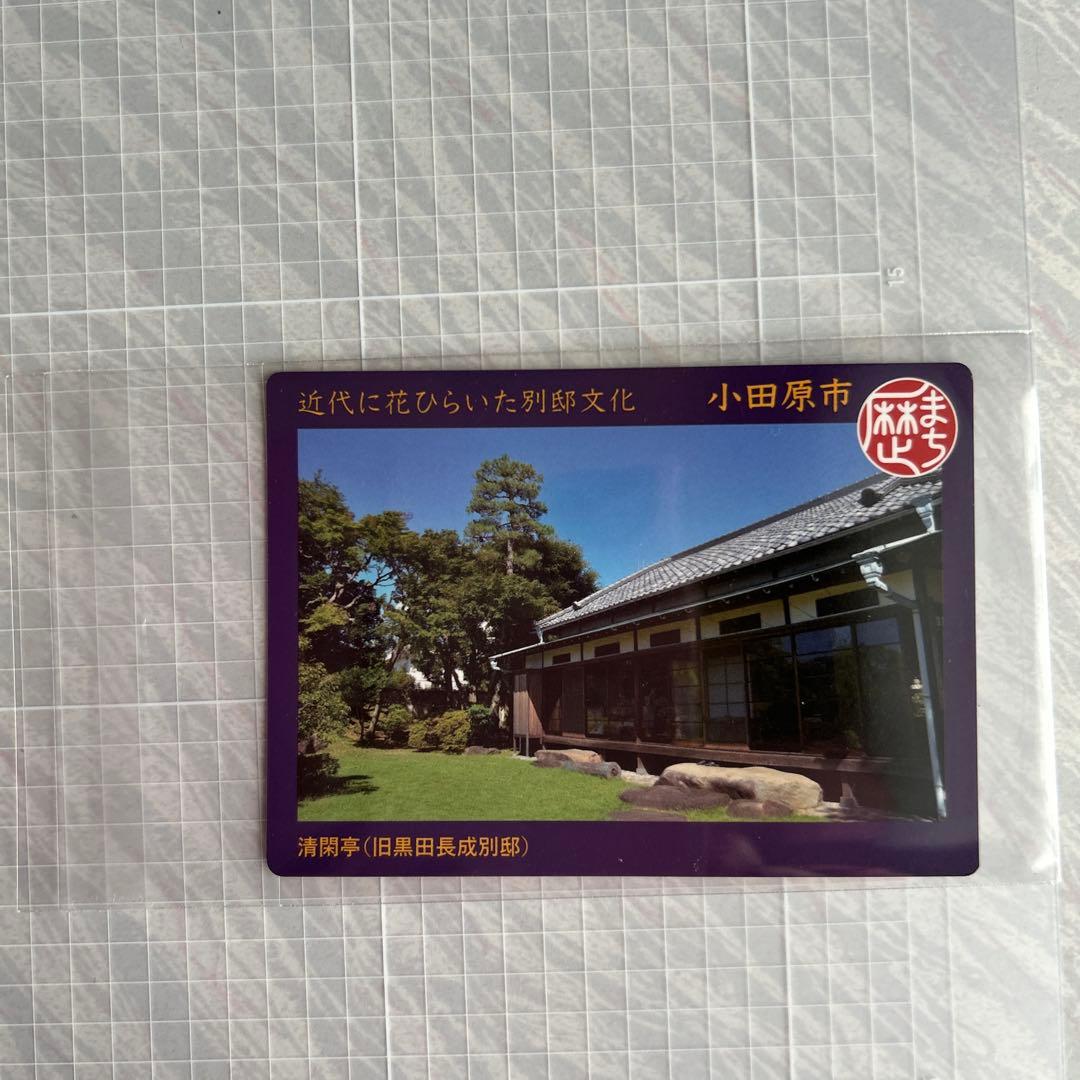 近代に花ひらいた別邸文化
小田原市
歴まち
清閑亭(旧黒田長成別邸)
15